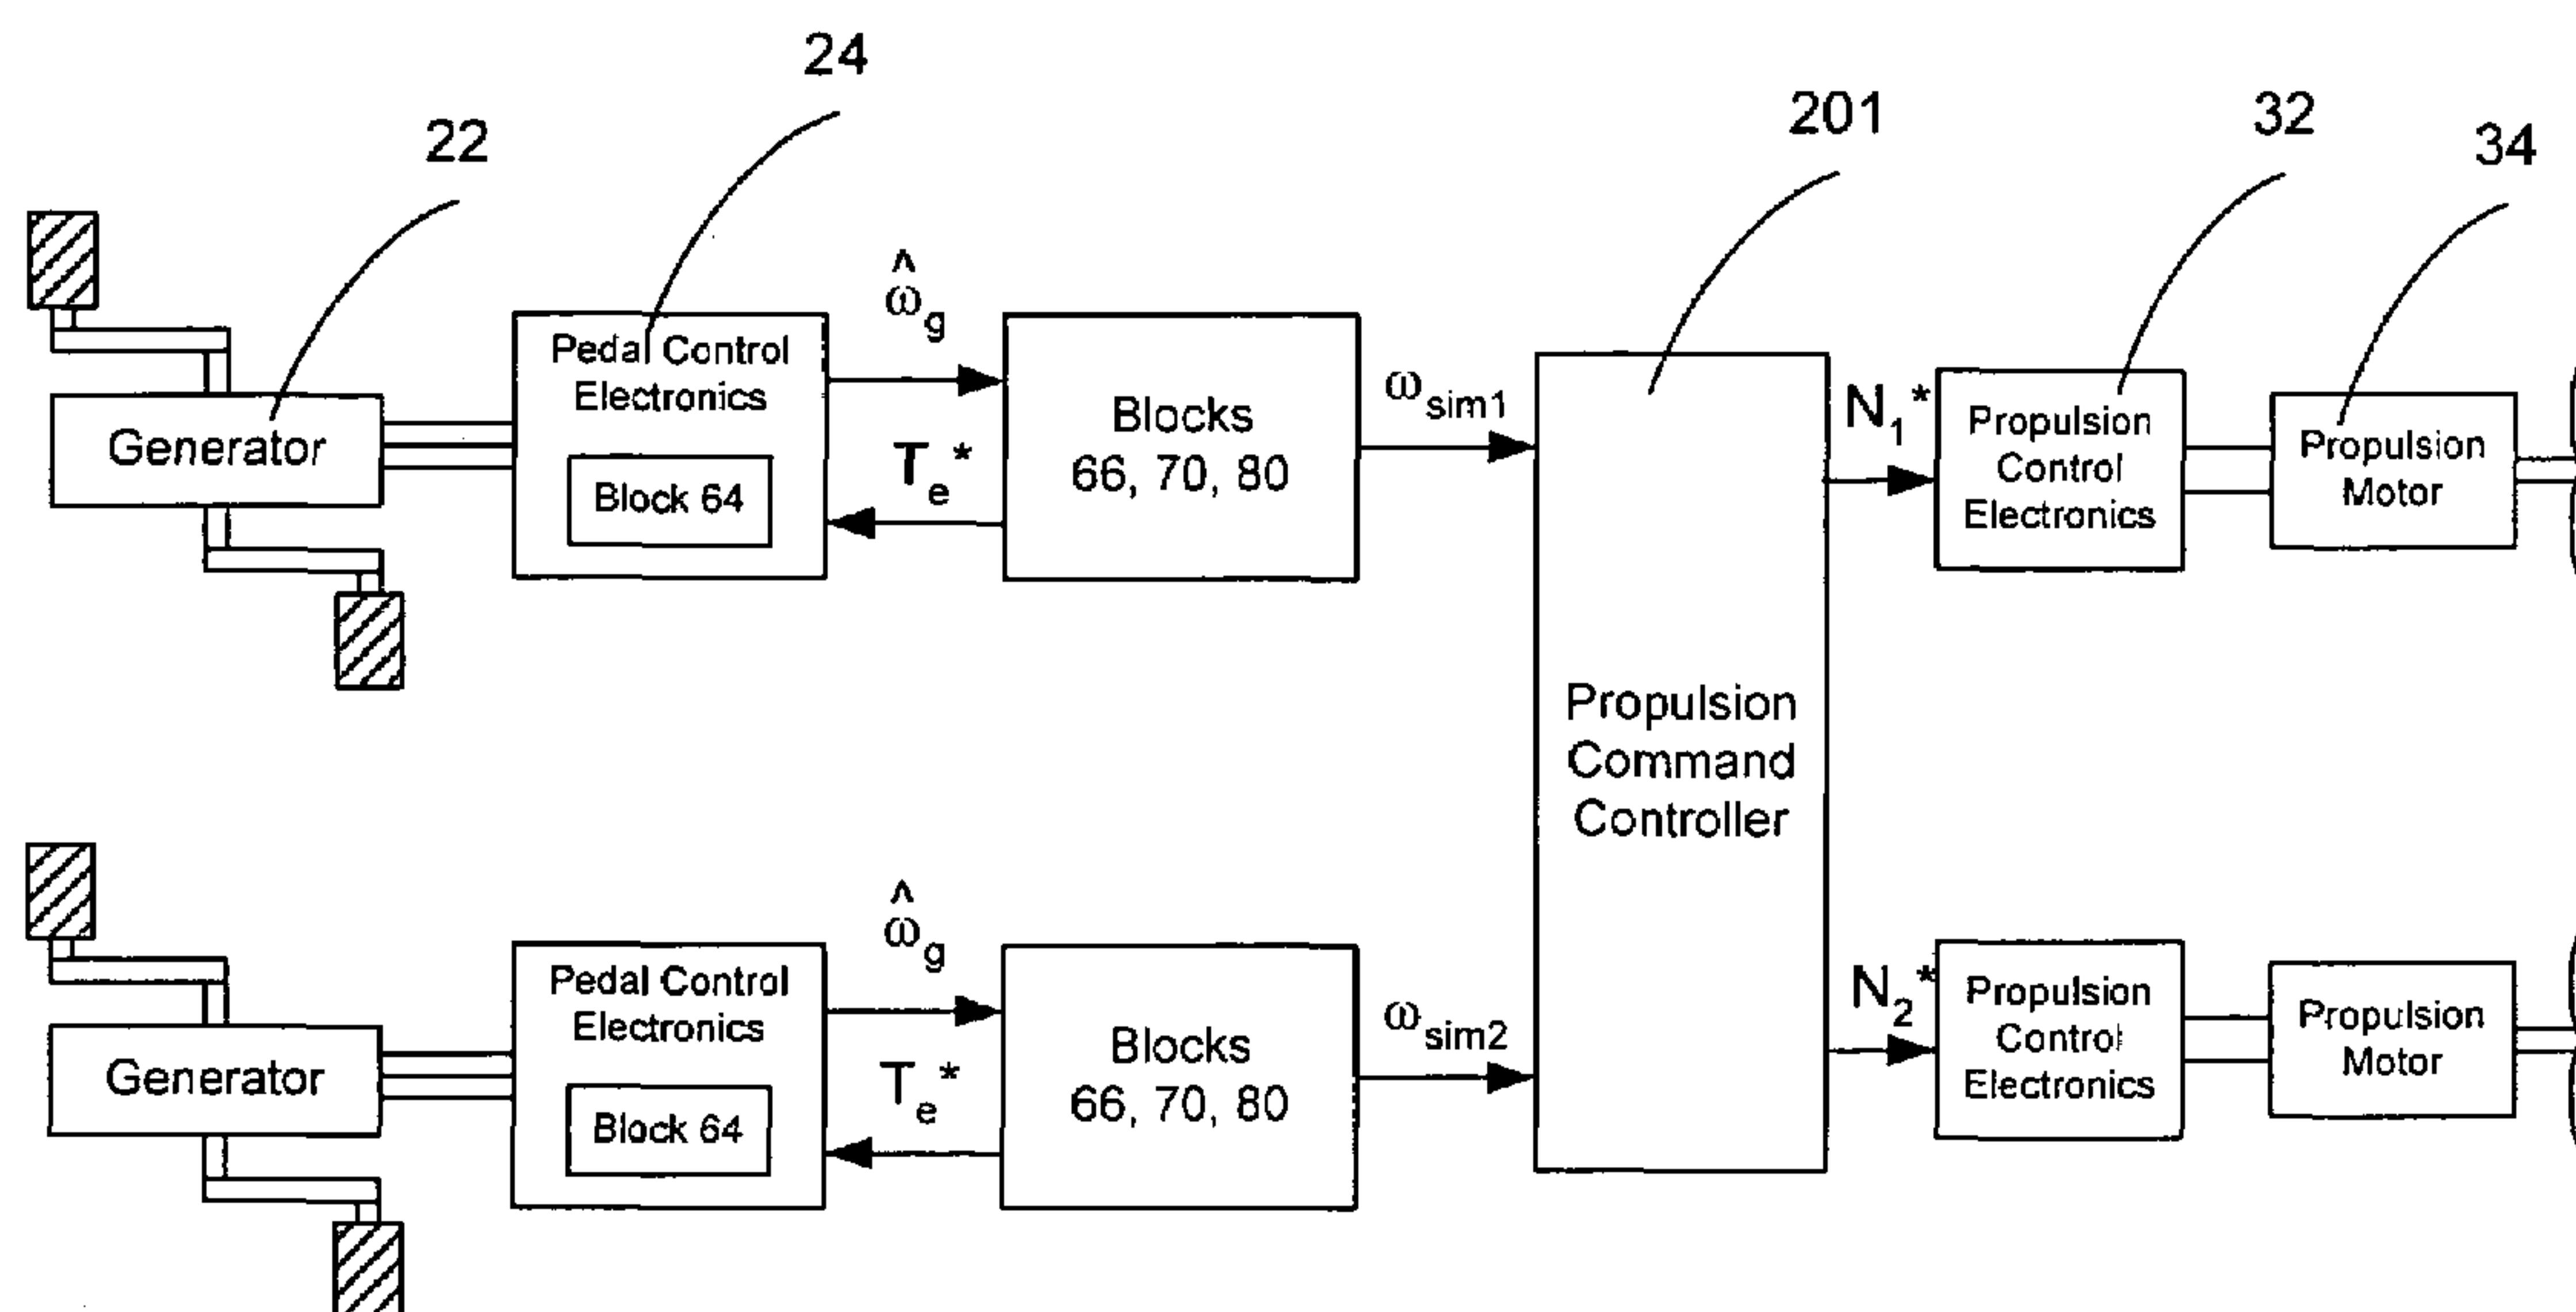 24
22
201
32
34
Generator
Pedal Control
Electronics
Block 64
ω̂g
Te*
Blocks
66, 70, 80
ωsim1
Propulsion
Command
Controller
N1*
Propulsion
Control
Electronics
Propulsion
Motor
Generator
Pedal Control
Electronics
Block 64
ω̂g
Te*
Blocks
66, 70, 80
ωsim2
N2*
Propulsion
Control
Electronics
Propulsion
Motor